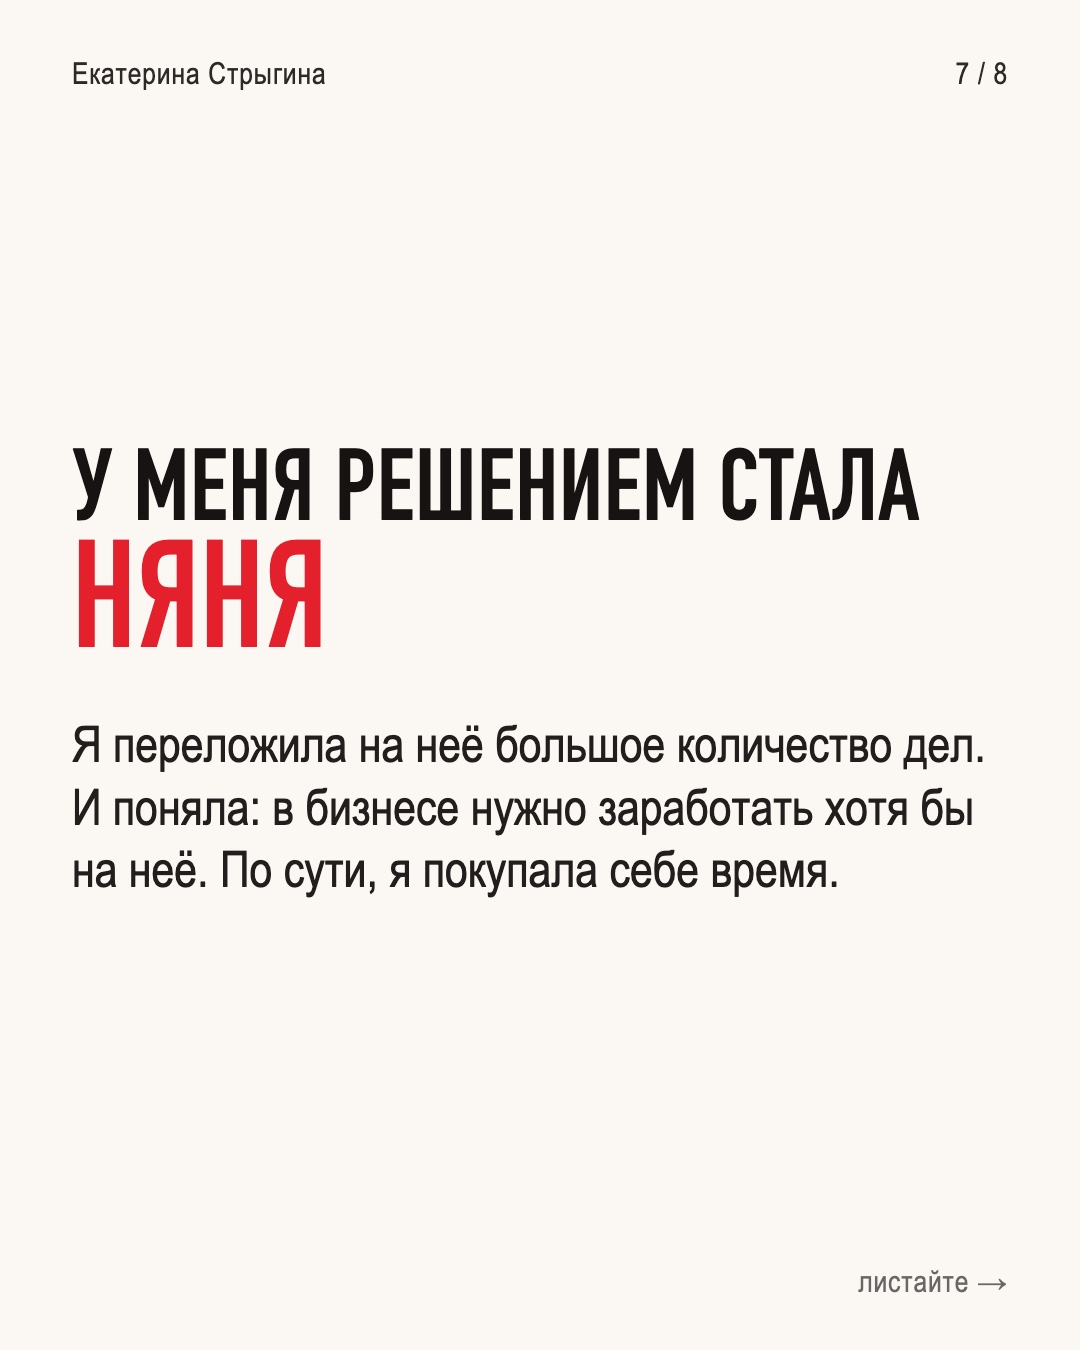 Екатерина Стрыгина
7 / 8
У МЕНЯ РЕШЕНИЕМ СТАЛА
НЯНЯ
Я переложила на неё большое количество дел.
И поняла: в бизнесе нужно заработать хотя бы
на неё. По сути, я покупала себе время.
листайте →